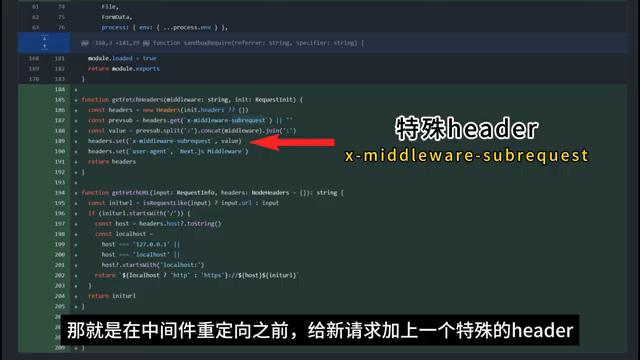 61 74 File,
62 75 FormData,
63 76 process: { env: { ...process.env } },
@@ -168,3 +181,29 @@ function sandboxRequire(referrer: string, specifier: string) {
168 181 module.loaded = true
169 182 return module.exports
170 183 }
184 +
185 + function getFetchHeaders(middleware: string, init: RequestInit) {
186 + const headers = new Headers(init.headers ?? {})
187 + const prevsub = headers.get(`x-middleware-subrequest`) || ''
188 + const value = prevsub.split(':').concat(middleware).join(':')
189 + headers.set(`x-middleware-subrequest`, value)
190 + headers.set(`user-agent`, `Next.js Middleware`)
191 + return headers
192 + }
193 +
194 + function getFetchURL(input: RequestInfo, headers: NodeHeaders = {}): string {
195 + const initurl = isRequestLike(input) ? input.url : input
196 + if (initurl.startsWith('/')) {
197 + const host = headers.host?.toString()
198 + const localhost =
199 + host === '127.0.0.1' ||
200 + host === 'localhost' ||
201 + host?.startsWith('localhost:')
202 + return `${localhost ? 'http' : 'https'}://${host}${initurl}`
203 + }
204 + return initurl
205 + }
特殊header
x-middleware-subrequest
那就是在中间件重定向之前，给新请求加上一个特殊的header